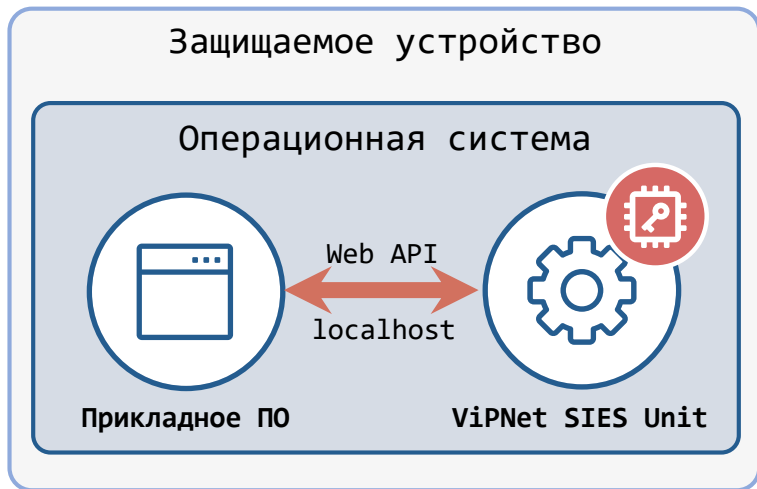 Защищаемое устройство
Операционная система
Web API
localhost
Прикладное ПО
ViPNet SIES Unit